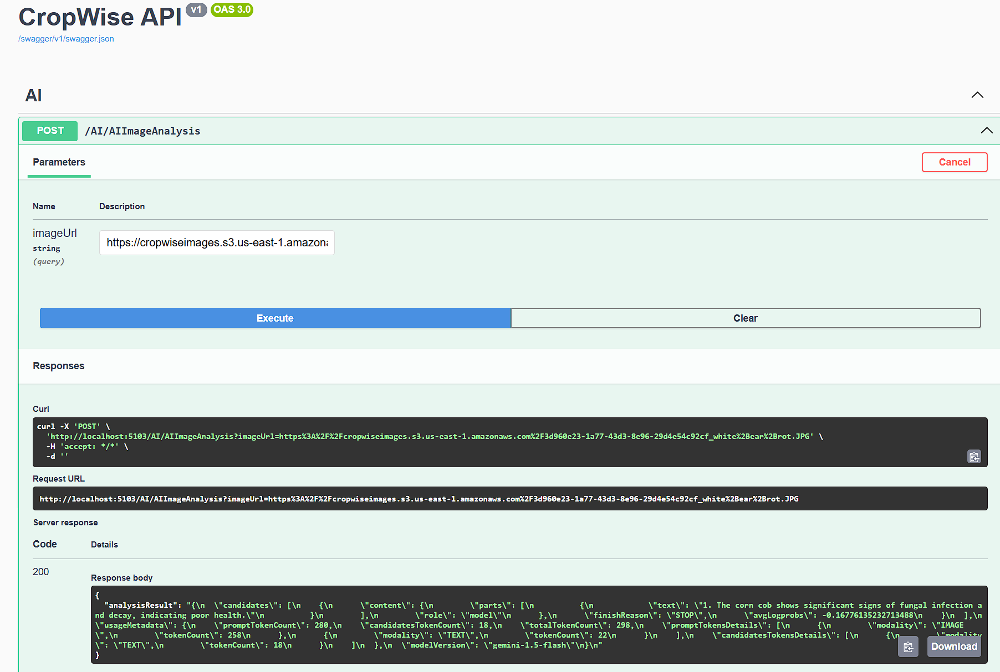 CropWise API v1 OAS 3.0
/swagger/v1/swagger.json
AI
POST /AI/AIImageAnalysis
Parameters
Cancel
Name Description
imageUrl
string
(query)
https://cropwiseimages.s3.us-east-1.amazona
Execute Clear
Responses
Curl
curl -X 'POST' \
  'http://localhost:5103/AI/AIImageAnalysis?imageUrl=https%3A%2F%2Fcropwiseimages.s3.us-east-1.amazonaws.com%2F3d960e23-1a77-43d3-8e96-29d4e54c92cf_white%2Bear%2Brot.JPG' \
  -H 'accept: */*' \
  -d ''
Request URL
http://localhost:5103/AI/AIImageAnalysis?imageUrl=https%3A%2F%2Fcropwiseimages.s3.us-east-1.amazonaws.com%2F3d960e23-1a77-43d3-8e96-29d4e54c92cf_white%2Bear%2Brot.JPG
Server response
Code Details
200
Response body
{
  "analysisResult": "{\n  \"candidates\": [\n    {\n      \"content\": {\n        \"parts\": [\n          {\n            \"text\": \"1. The corn cob shows significant signs of fungal infection a
nd decay, indicating poor health.\"\n          }\n        ],\n        \"role\": \"model\"\n      },\n      \"finishReason\": \"STOP\",\n      \"avgLogprobs\": -0.16776135232713488\n    }\n  ],\n
\"usageMetadata\": {\n    \"promptTokenCount\": 280,\n    \"candidatesTokenCount\": 18,\n    \"totalTokenCount\": 298,\n    \"promptTokensDetails\": [\n      {\n        \"modality\": \"IMAGE
\",\n        \"tokenCount\": 258\n      },\n      {\n        \"modality\": \"TEXT\",\n        \"tokenCount\": 22\n      }\n    ],\n    \"candidatesTokensDetails\": [\n      {\n        \"modality
\": \"TEXT\",\n        \"tokenCount\": 18\n      }\n    ]\n  },\n  \"modelVersion\": \"gemini-1.5-flash\"\n}\n"
}
Download